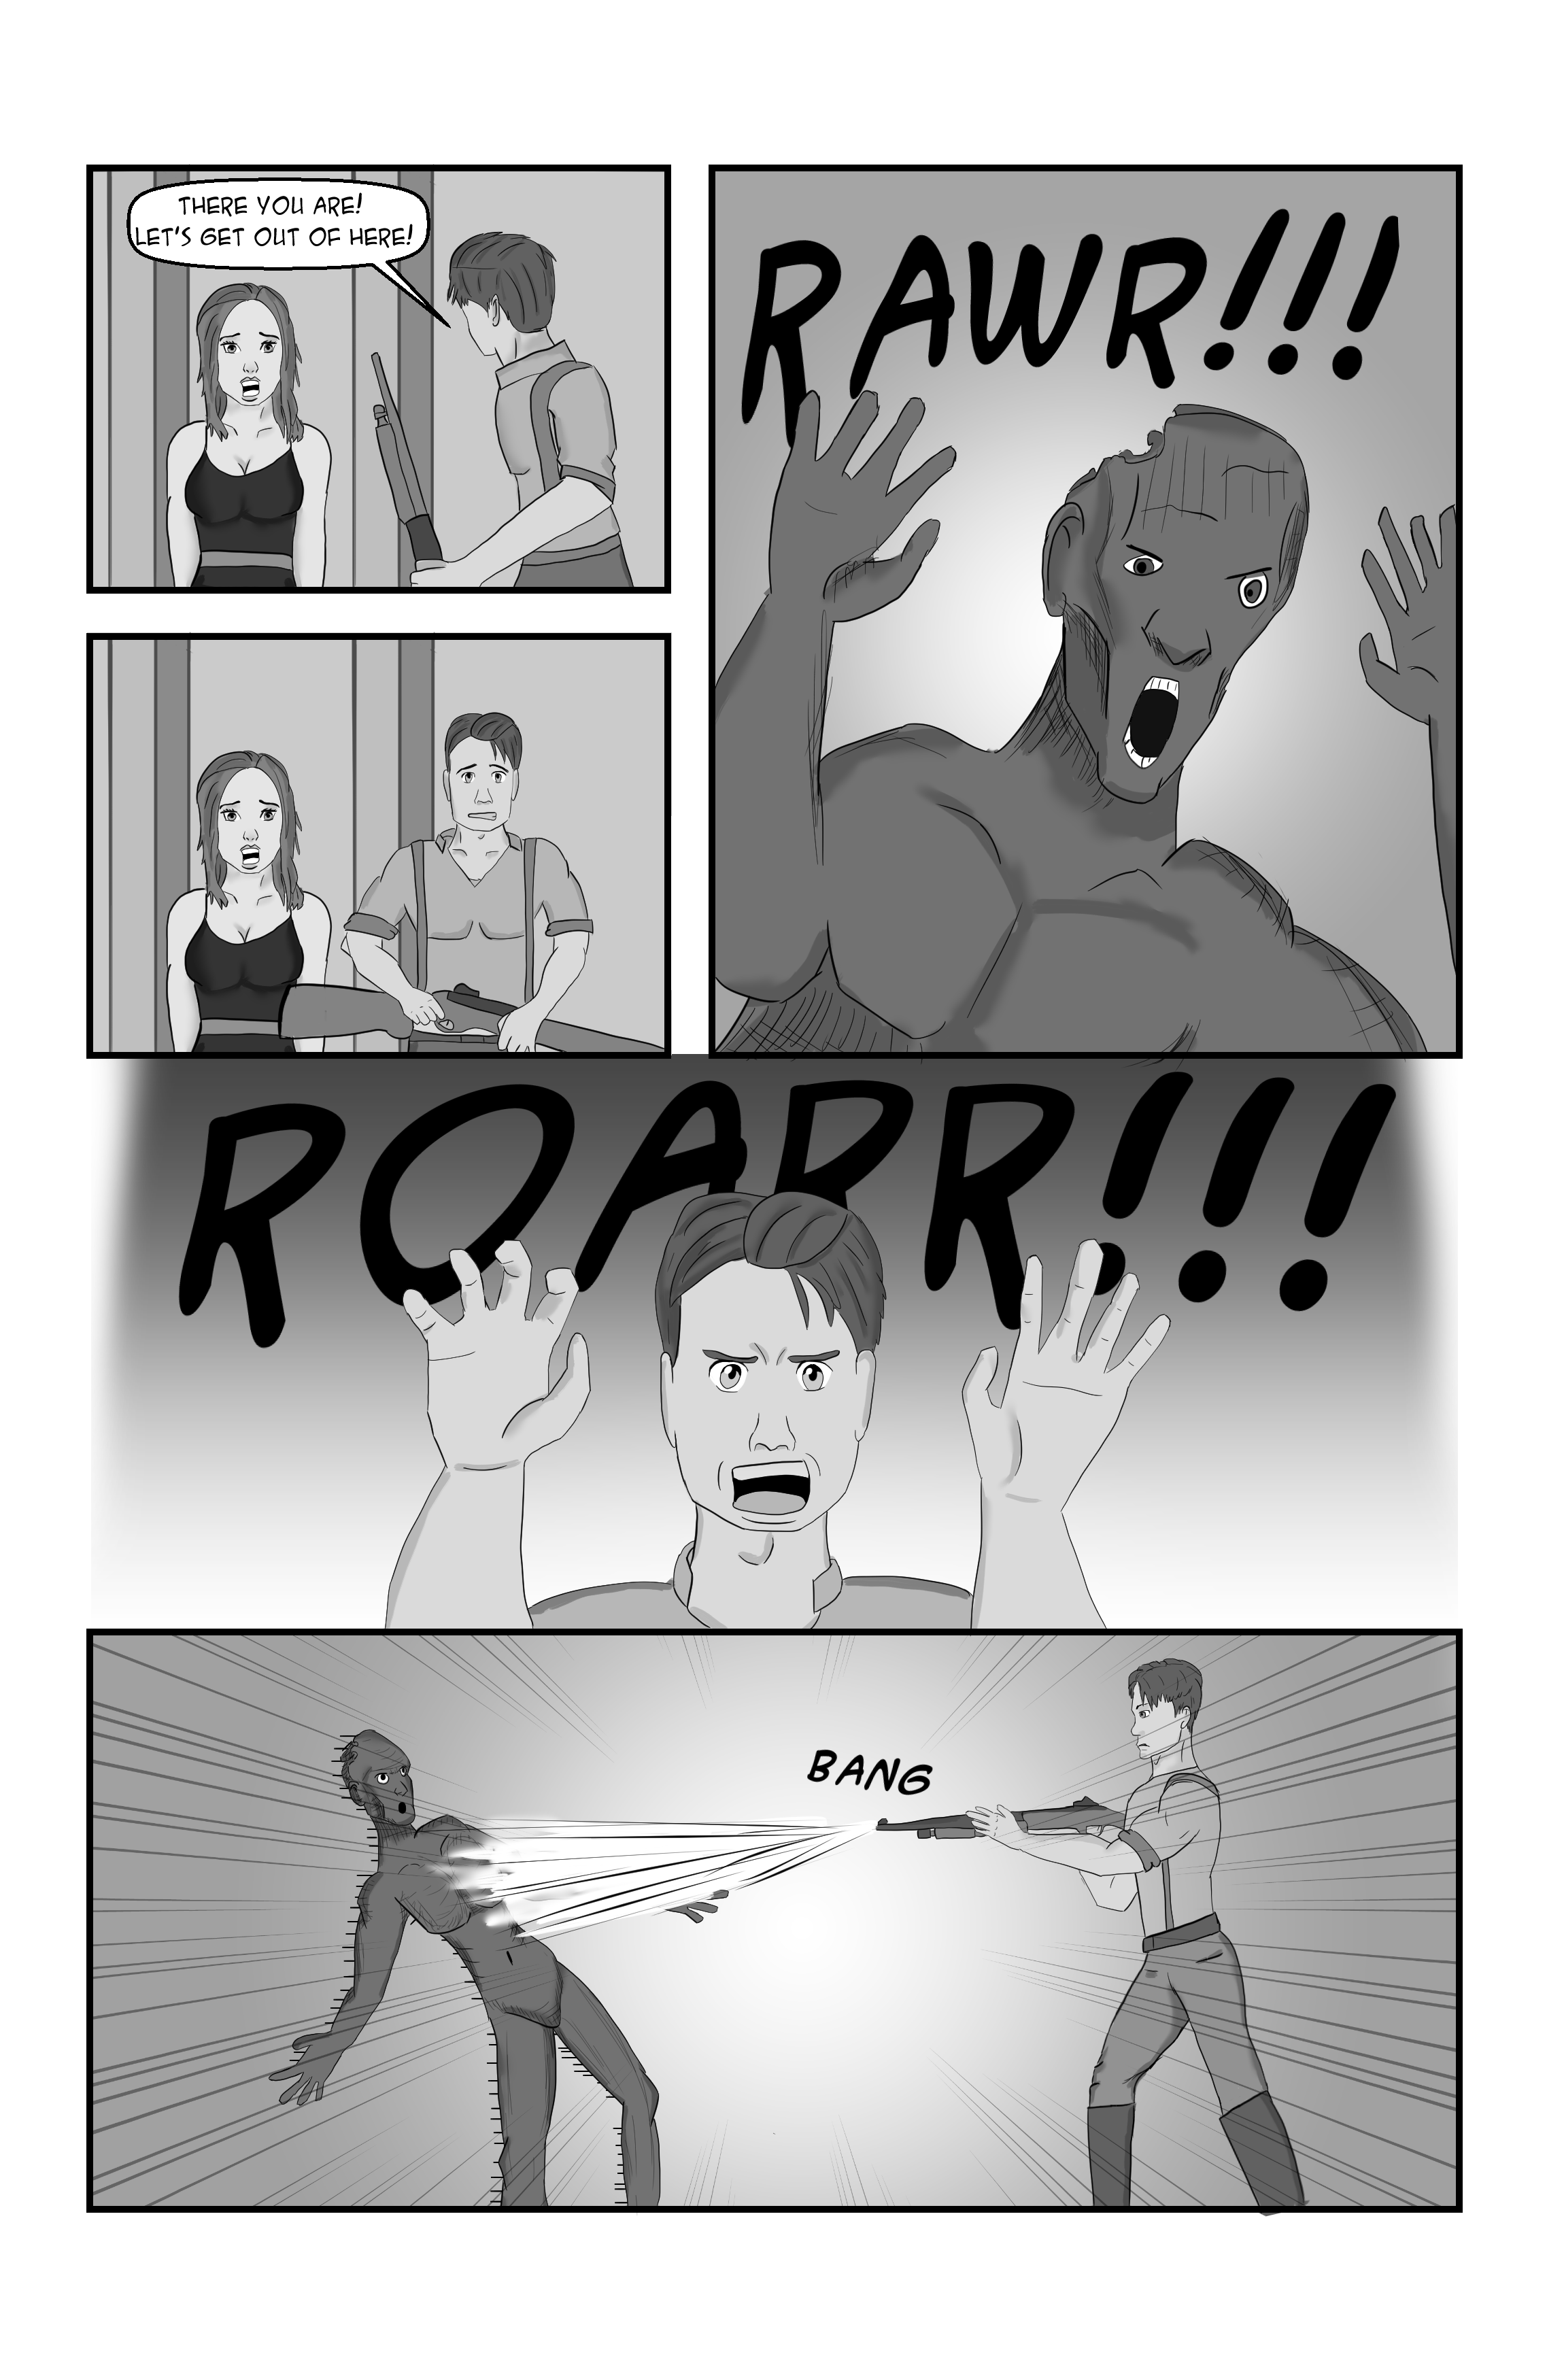 THERE YOU ARE!
LET'S GET OUT OF HERE!
RAWR!!!
ROARR!!!
BANG